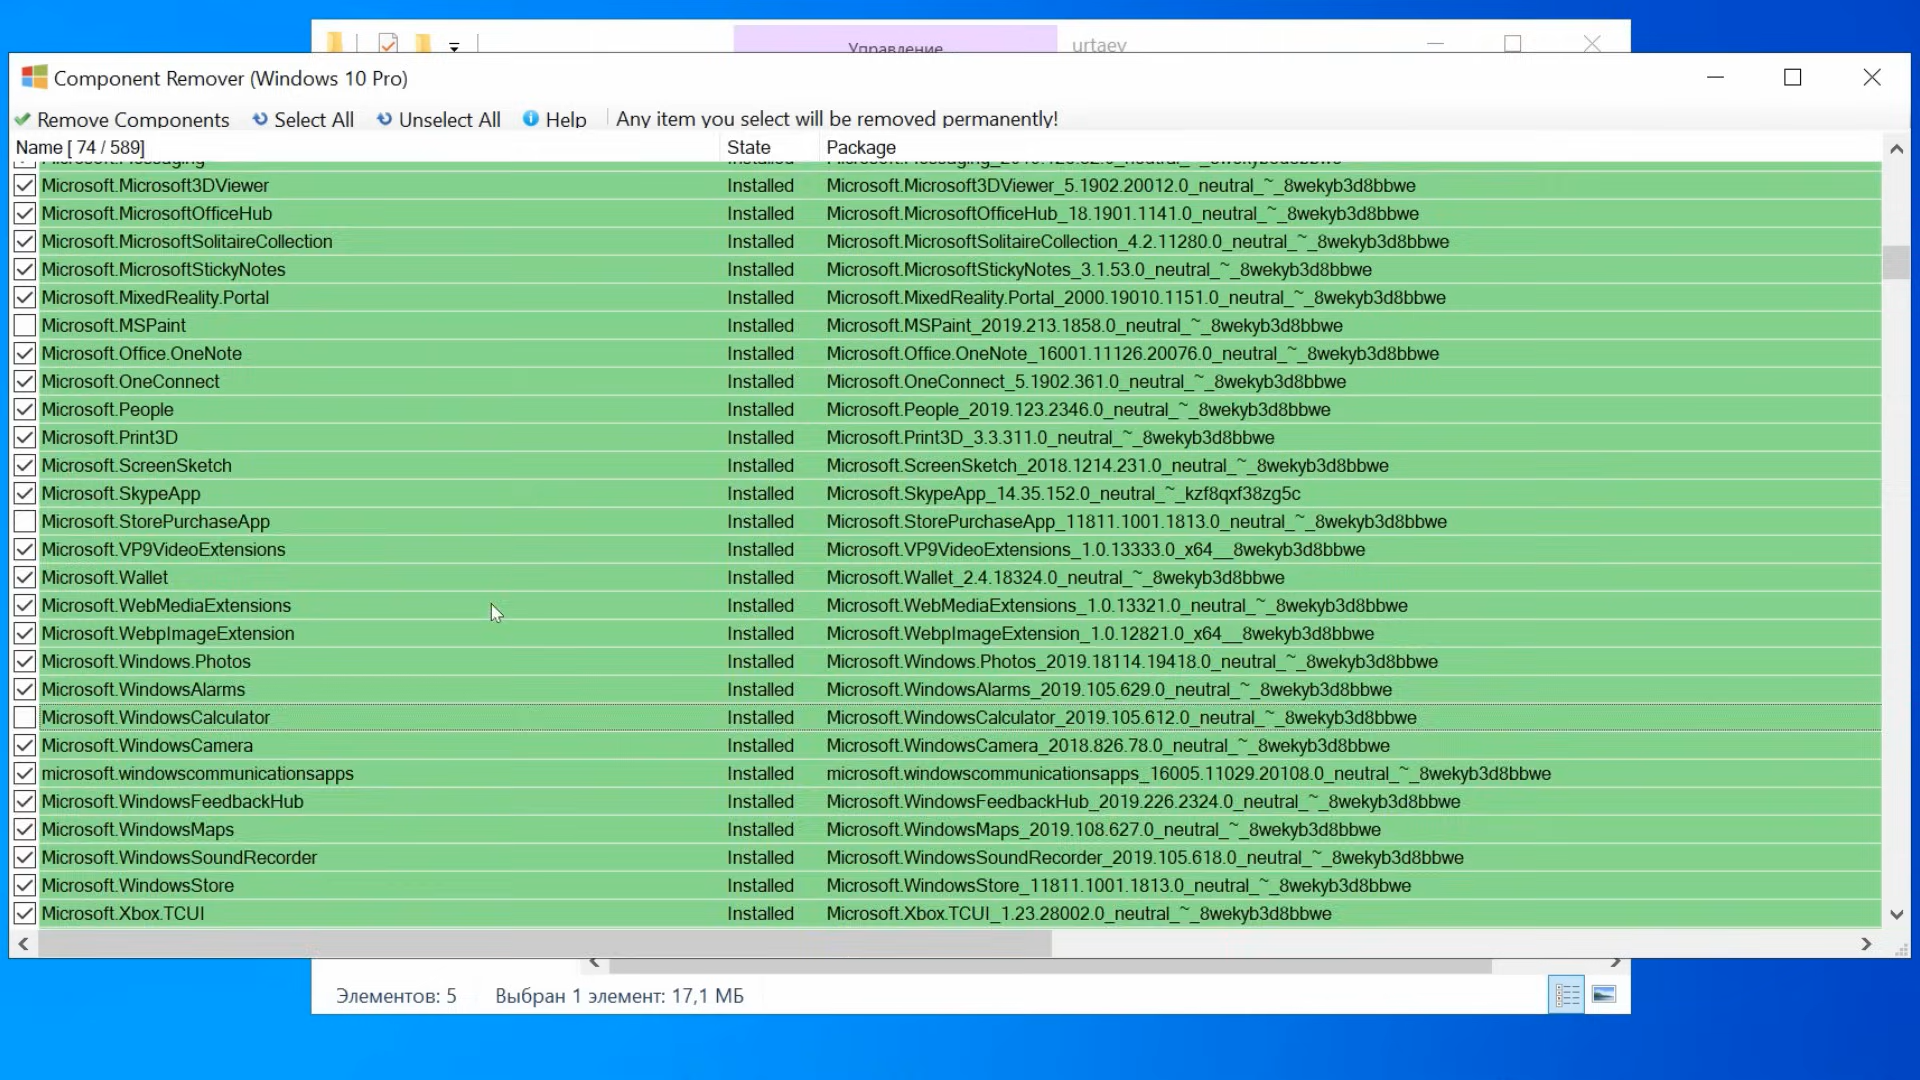 Управление
urtaev
Component Remover (Windows 10 Pro)
Remove Components Select All Unselect All Help Any item you select will be removed permanently!
Name [ 74 / 589] State Package
Microsoft.Messaging Installed
Microsoft.Microsoft3DViewer Installed Microsoft.Microsoft3DViewer_5.1902.20012.0_neutral_~_8wekyb3d8bbwe
Microsoft.MicrosoftOfficeHub Installed Microsoft.MicrosoftOfficeHub_18.1901.1141.0_neutral_~_8wekyb3d8bbwe
Microsoft.MicrosoftSolitaireCollection Installed Microsoft.MicrosoftSolitaireCollection_4.2.11280.0_neutral_~_8wekyb3d8bbwe
Microsoft.MicrosoftStickyNotes Installed Microsoft.MicrosoftStickyNotes_3.1.53.0_neutral_~_8wekyb3d8bbwe
Microsoft.MixedReality.Portal Installed Microsoft.MixedReality.Portal_2000.19010.1151.0_neutral_~_8wekyb3d8bbwe
Microsoft.MSPaint Installed Microsoft.MSPaint_2019.213.1858.0_neutral_~_8wekyb3d8bbwe
Microsoft.Office.OneNote Installed Microsoft.Office.OneNote_16001.11126.20076.0_neutral_~_8wekyb3d8bbwe
Microsoft.OneConnect Installed Microsoft.OneConnect_5.1902.361.0_neutral_~_8wekyb3d8bbwe
Microsoft.People Installed Microsoft.People_2019.123.2346.0_neutral_~_8wekyb3d8bbwe
Microsoft.Print3D Installed Microsoft.Print3D_3.3.311.0_neutral_~_8wekyb3d8bbwe
Microsoft.ScreenSketch Installed Microsoft.ScreenSketch_2018.1214.231.0_neutral_~_8wekyb3d8bbwe
Microsoft.SkypeApp Installed Microsoft.SkypeApp_14.35.152.0_neutral_~_kzf8qxf38zg5c
Microsoft.StorePurchaseApp Installed Microsoft.StorePurchaseApp_11811.1001.1813.0_neutral_~_8wekyb3d8bbwe
Microsoft.VP9VideoExtensions Installed Microsoft.VP9VideoExtensions_1.0.13333.0_x64__8wekyb3d8bbwe
Microsoft.Wallet Installed Microsoft.Wallet_2.4.18324.0_neutral_~_8wekyb3d8bbwe
Microsoft.WebMediaExtensions Installed Microsoft.WebMediaExtensions_1.0.13321.0_neutral_~_8wekyb3d8bbwe
Microsoft.WebpImageExtension Installed Microsoft.WebpImageExtension_1.0.12821.0_x64__8wekyb3d8bbwe
Microsoft.Windows.Photos Installed Microsoft.Windows.Photos_2019.18114.19418.0_neutral_~_8wekyb3d8bbwe
Microsoft.WindowsAlarms Installed Microsoft.WindowsAlarms_2019.105.629.0_neutral_~_8wekyb3d8bbwe
Microsoft.WindowsCalculator Installed Microsoft.WindowsCalculator_2019.105.612.0_neutral_~_8wekyb3d8bbwe
Microsoft.WindowsCamera Installed Microsoft.WindowsCamera_2018.826.78.0_neutral_~_8wekyb3d8bbwe
microsoft.windowscommunicationsapps Installed microsoft.windowscommunicationsapps_16005.11029.20108.0_neutral_~_8wekyb3d8bbwe
Microsoft.WindowsFeedbackHub Installed Microsoft.WindowsFeedbackHub_2019.226.2324.0_neutral_~_8wekyb3d8bbwe
Microsoft.WindowsMaps Installed Microsoft.WindowsMaps_2019.108.627.0_neutral_~_8wekyb3d8bbwe
Microsoft.WindowsSoundRecorder Installed Microsoft.WindowsSoundRecorder_2019.105.618.0_neutral_~_8wekyb3d8bbwe
Microsoft.WindowsStore Installed Microsoft.WindowsStore_11811.1001.1813.0_neutral_~_8wekyb3d8bbwe
Microsoft.Xbox.TCUI Installed Microsoft.Xbox.TCUI_1.23.28002.0_neutral_~_8wekyb3d8bbwe
Элементов: 5 Выбран 1 элемент: 17,1 МБ